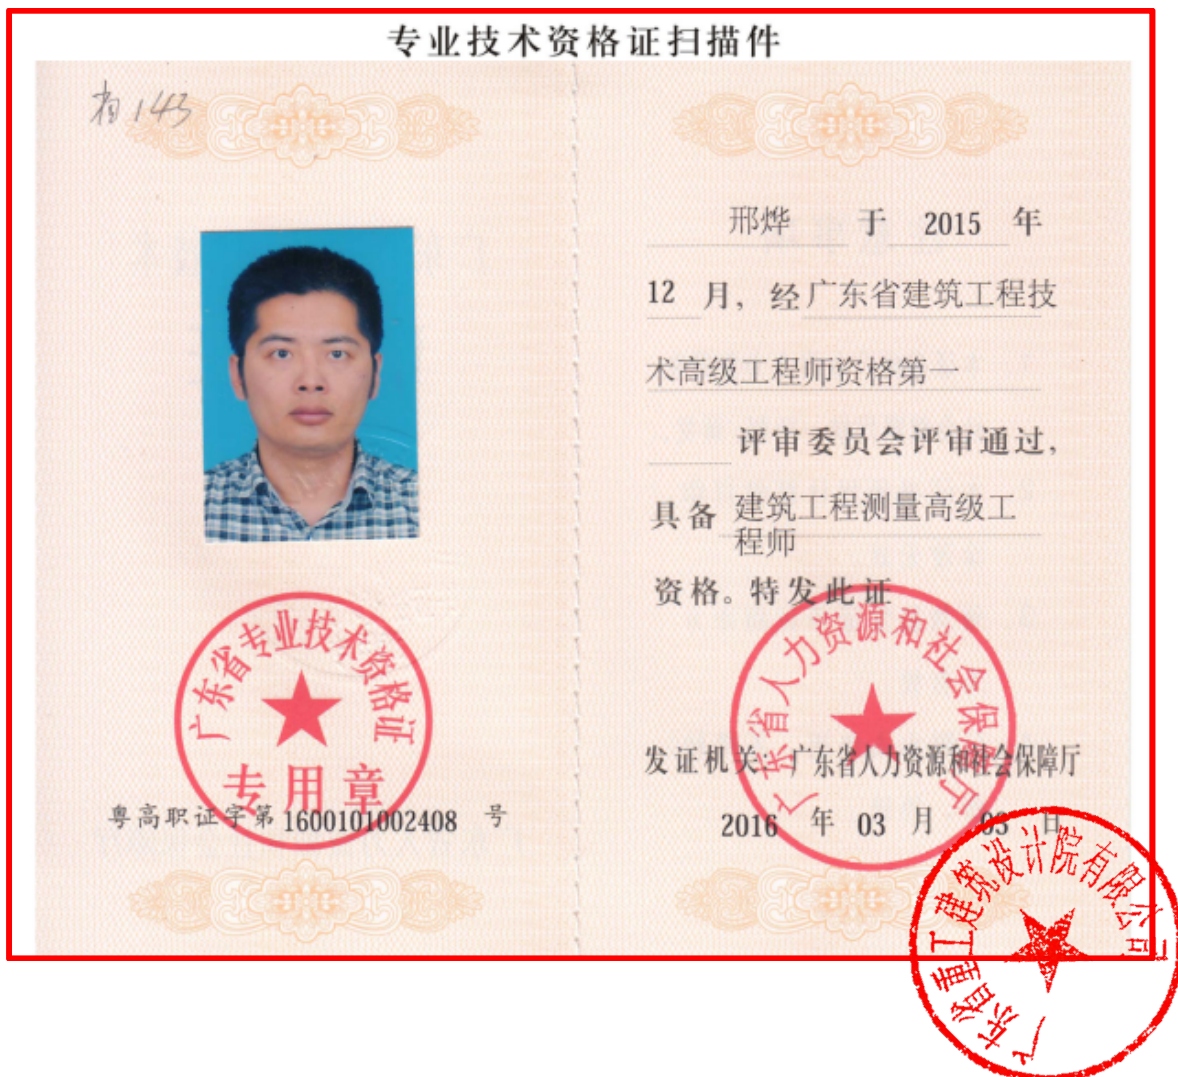 专业技术资格证扫描件
省143
邢烨 于 2015 年
12 月，经广东省建筑工程技
术高级工程师资格第一
评审委员会评审通过，
具备 建筑工程测量高级工
程师
资格。特发此证
广东省专业技术资格证
专用章
粤高职证字第 1600101002408 号
广东省人力资源和社会保障厅
发证机关：广东省人力资源和社会保障厅
2016 年 03 月 03 日
广东省重工建筑设计院有限公司